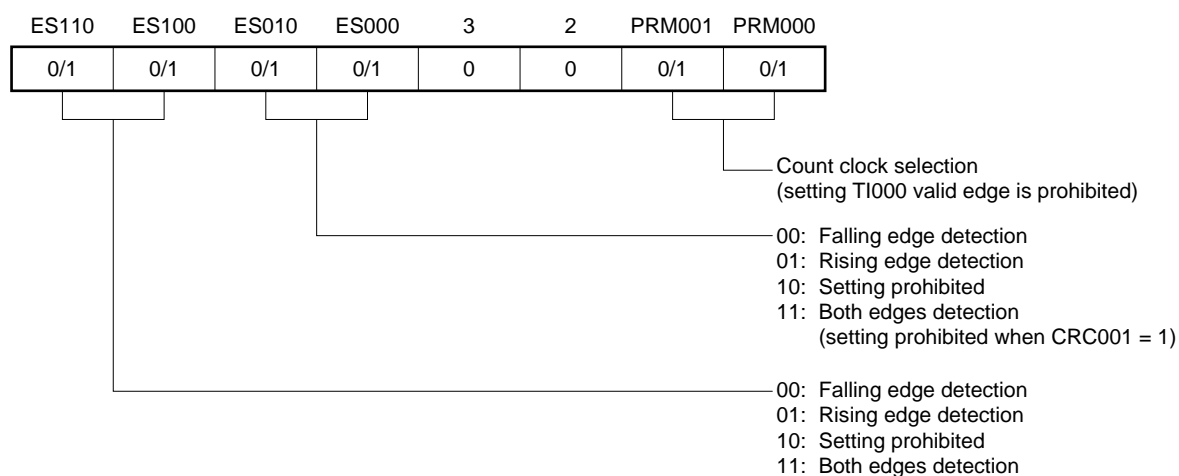 ES110 ES100 ES010 ES000 3 2 PRM001 PRM000
0/1 0/1 0/1 0/1 0 0 0/1 0/1
Count clock selection
(setting TI000 valid edge is prohibited)
00: Falling edge detection
01: Rising edge detection
10: Setting prohibited
11: Both edges detection
(setting prohibited when CRC001 = 1)
00: Falling edge detection
01: Rising edge detection
10: Setting prohibited
11: Both edges detection